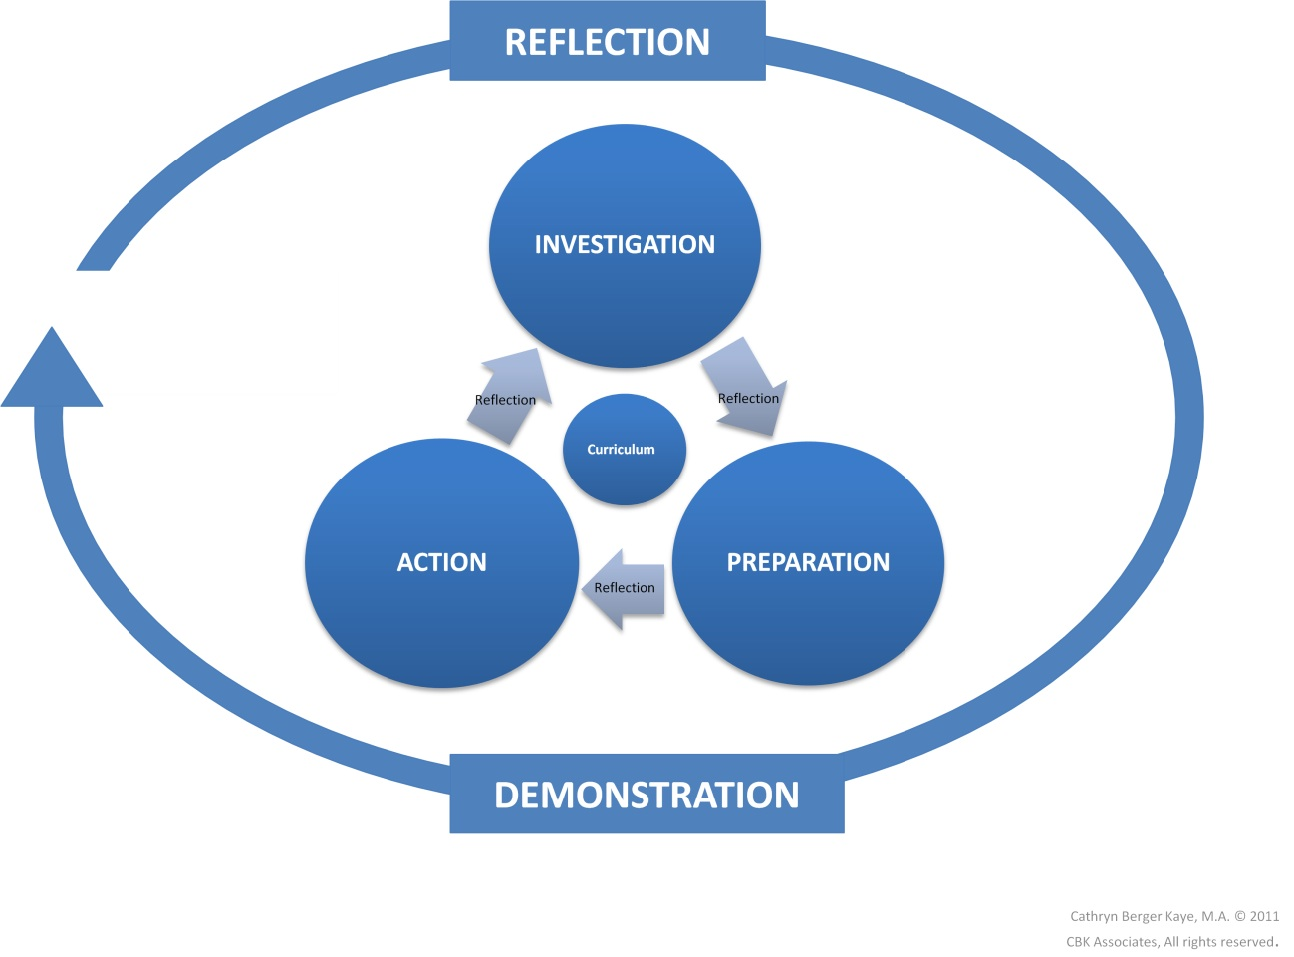 REFLECTION
INVESTIGATION
Reflection
Reflection
Curriculum
ACTION
PREPARATION
Reflection
DEMONSTRATION
Cathryn Berger Kaye, M.A. © 2011
CBK Associates, All rights reserved.